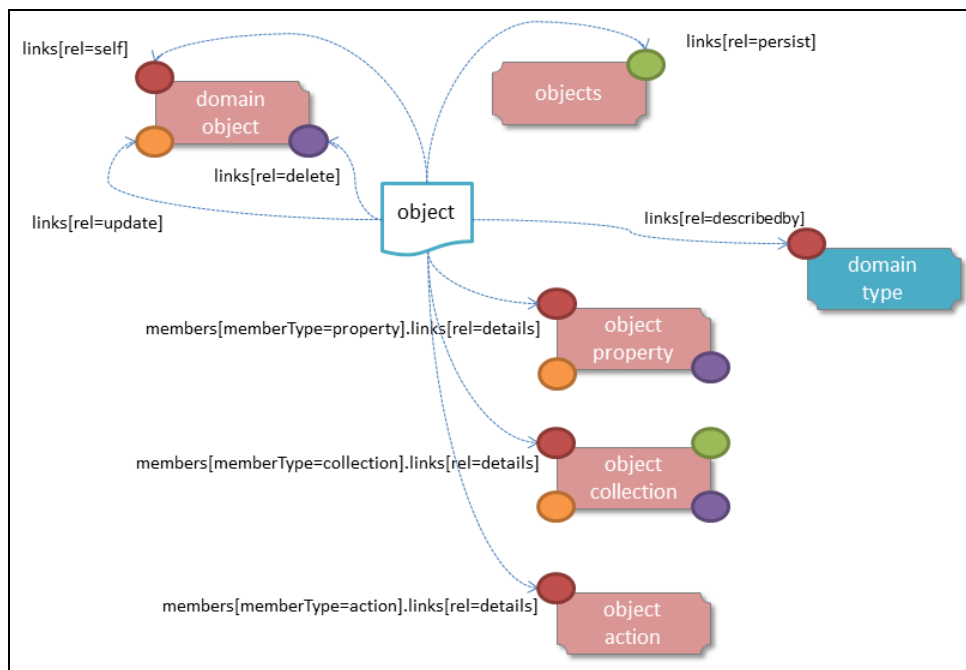 links[rel=self]
links[rel=persist]
domain
object
objects
links[rel=delete]
links[rel=update]
object
links[rel=describedby]
domain
type
members[memberType=property].links[rel=details]
object
property
members[memberType=collection].links[rel=details]
object
collection
members[memberType=action].links[rel=details]
object
action